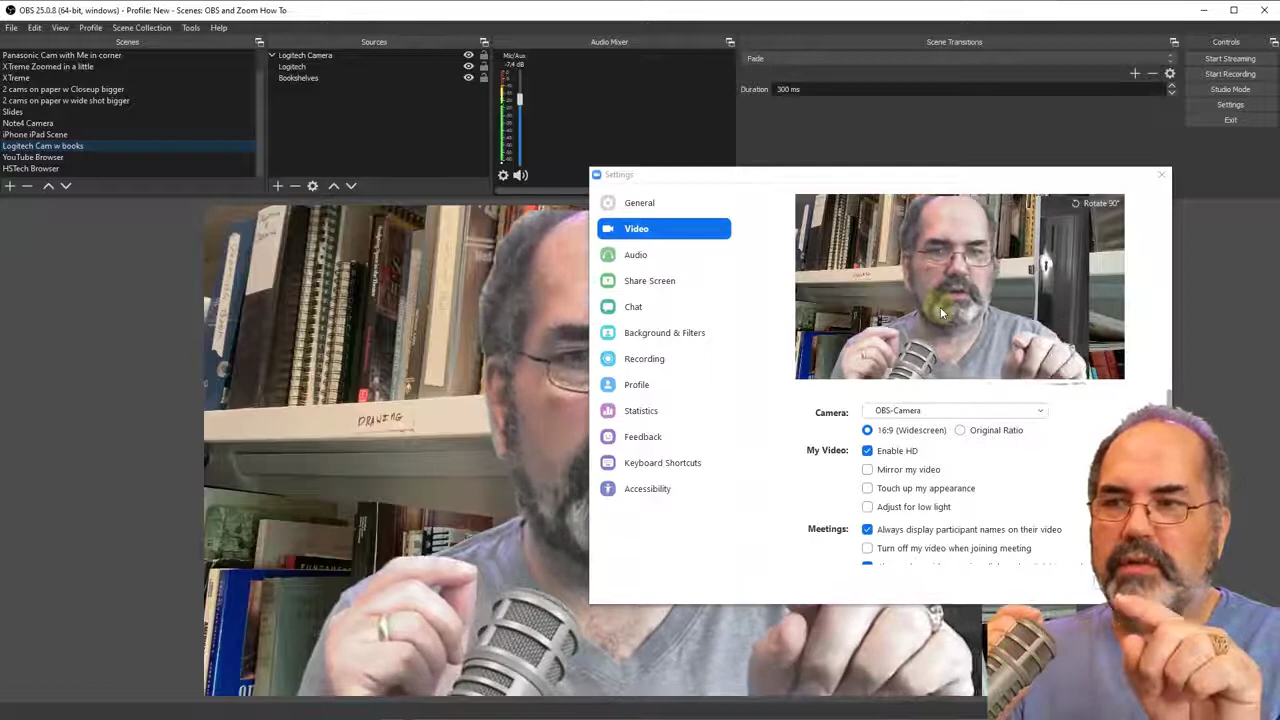 OBS 25.0.8 (64-bit, windows) - Profile: New - Scenes: OBS and Zoom How To
File Edit View Profile Scene Collection Tools Help
Scenes
Panasonic Cam with Me in corner
XTreme Zoomed in a little
XTreme
2 cams on paper w Closeup bigger
2 cams on paper w wide shot bigger
Slides
Note4 Camera
iPhone iPad Scene
Logitech Cam w books
YouTube Browser
HSTech Browser
Sources
Logitech Camera
Logitech
Bookshelves
Audio Mixer
Mic/Aux
-7.4 dB
Scene Transitions
Fade
Duration 300 ms
Controls
Start Streaming
Start Recording
Studio Mode
Settings
Exit
Settings
General
Video
Audio
Share Screen
Chat
Background & Filters
Recording
Profile
Statistics
Feedback
Keyboard Shortcuts
Accessibility
Rotate 90°
Camera: OBS-Camera
16:9 (Widescreen) Original Ratio
My Video: Enable HD
Mirror my video
Touch up my appearance
Adjust for low light
Meetings: Always display participant names on their video
Turn off my video when joining meeting
DRAWING